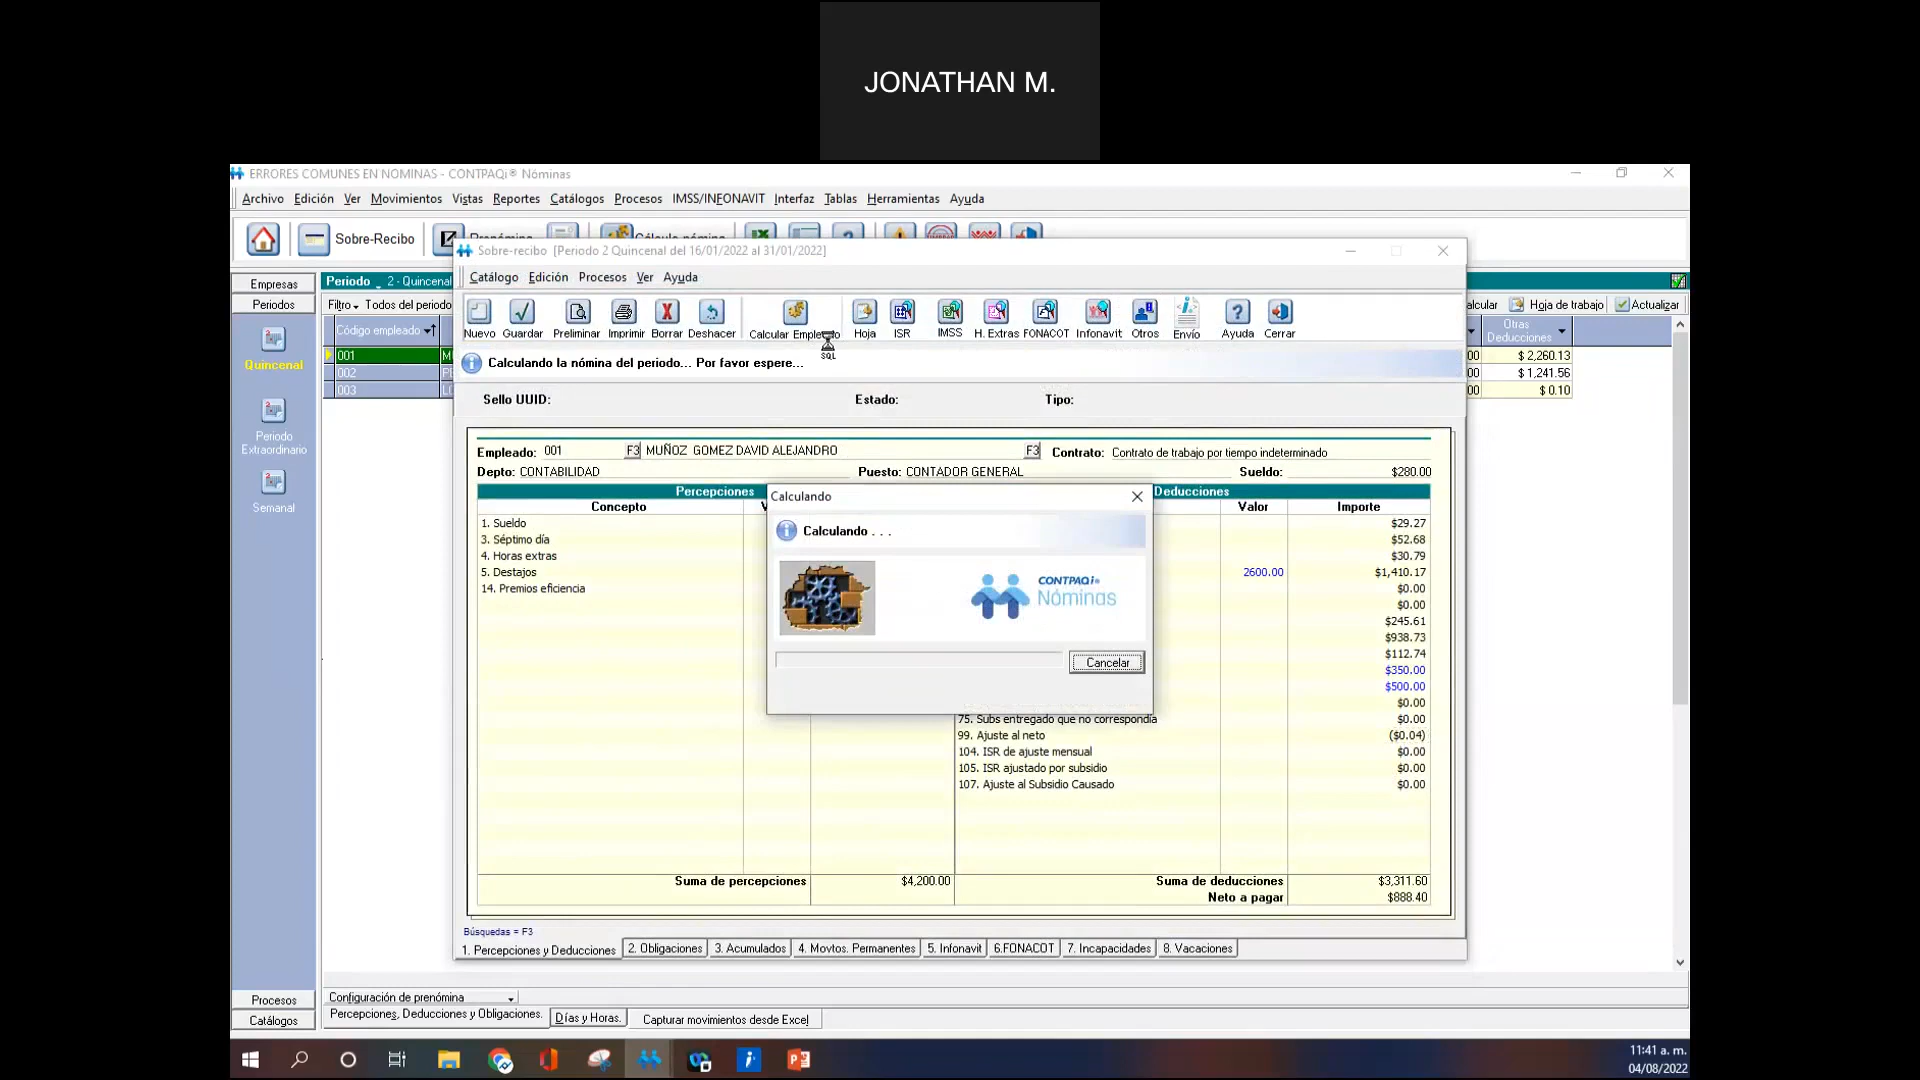 JONATHAN M.
ERRORES COMUNES EN NOMINAS - CONTPAQi® Nóminas
Archivo Edición Ver Movimientos Vistas Reportes Catálogos Procesos IMSS/INFONAVIT Interfaz Tablas Herramientas Ayuda
Sobre-Recibo
Sobre-recibo [Periodo 2 Quincenal del 16/01/2022 al 31/01/2022]
Catálogo Edición Procesos Ver Ayuda
Empresas
Periodo 2 - Quincenal
Periodos
Filtro Todos del periodo
alcular Hoja de trabajo Actualizar
Código empleado
Otras Deducciones
Nuevo Guardar Preliminar Imprimir Borrar Deshacer Calcular Empleado Hoja ISR IMSS H. Extras FONACOT Infonavit Otros Envío Ayuda Cerrar
SQL
001 M 00 $ 2,260.13
002 PE 00 $ 1,241.56
003 LO 00 $ 0.10
Quincenal
Periodo Extraordinario
Semanal
Calculando la nómina del periodo... Por favor espere...
Sello UUID: Estado: Tipo:
Empleado: 001 F3 MUÑOZ GOMEZ DAVID ALEJANDRO F3 Contrato: Contrato de trabajo por tiempo indeterminado
Depto: CONTABILIDAD Puesto: CONTADOR GENERAL Sueldo: $280.00
Percepciones Deducciones
Concepto V Valor Importe
1. Sueldo $29.27
3. Séptimo día $52.68
4. Horas extras $30.79
5. Destajos 2600.00 $1,410.17
14. Premios eficiencia $0.00
$0.00
$245.61
$938.73
$112.74
$350.00
$500.00
$0.00
Calculando
Calculando . . .
CONTPAQi®
Nóminas
Cancelar
75. Subs entregado que no correspondía $0.00
99. Ajuste al neto ($0.04)
104. ISR de ajuste mensual $0.00
105. ISR ajustado por subsidio $0.00
107. Ajuste al Subsidio Causado $0.00
Suma de percepciones $4,200.00 Suma de deducciones $3,311.60
Neto a pagar $888.40
Búsquedas = F3
1. Percepciones y Deducciones 2. Obligaciones 3. Acumulados 4. Movtos. Permanentes 5. Infonavit 6.FONACOT 7. Incapacidades 8. Vacaciones
Procesos
Configuración de prenómina
Catálogos
Percepciones, Deducciones y Obligaciones. Días y Horas. Capturar movimientos desde Excel
11:41 a. m.
04/08/2022